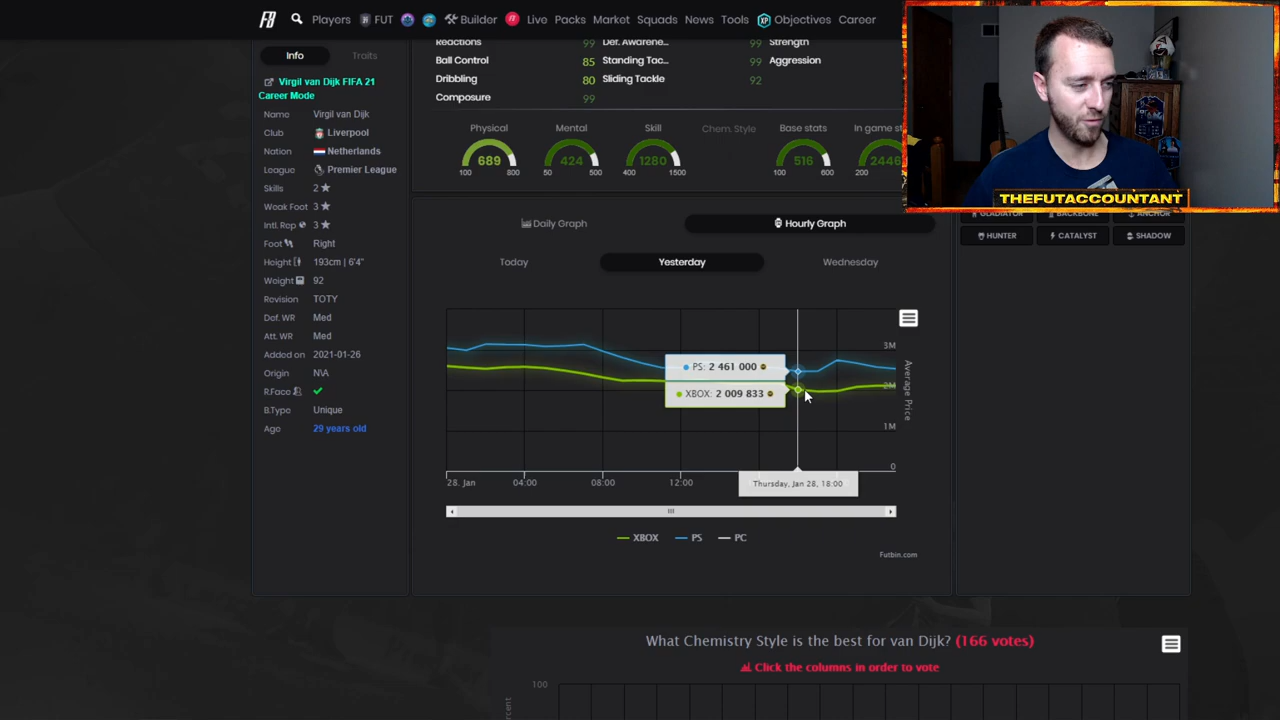 F8 Players FUT Builder Live Packs Market Squads News Tools XP Objectives Career
Info Traits
Virgil van Dijk FIFA 21
Career Mode
Name Virgil van Dijk
Club Liverpool
Nation Netherlands
League Premier League
Skills 2
Weak Foot 3
Intl.Rep 3
Foot Right
Height 193cm | 6'4"
Weight 92
Revision TOTY
Def. WR Med
Att. WR Med
Added on 2021-01-26
Origin N\A
R.Face
B.Type Unique
Age 29 years old
Reactions 99 Def. Awarene... 99 Strength
Ball Control 85 Standing Tac... 99 Aggression
Dribbling 80 Sliding Tackle 92
Composure 99
Physical Mental Skill Chem. Style Base stats In game st
689 424 1280 516 2446
100 800 50 500 400 1500 100 600 200
THEFUTACCOUNTANT
GLADIATOR BACKBONE ANCHOR
HUNTER CATALYST SHADOW
Daily Graph Hourly Graph
Today Yesterday Wednesday
3M
PS: 2 461 000
2M
XBOX: 2 009 833
1M
0
Average Price
28. Jan 04:00 08:00 12:00
Thursday, Jan 28, 18:00
XBOX PS PC
Futbin.com
What Chemistry Style is the best for van Dijk? (166 votes)
Click the columns in order to vote
100